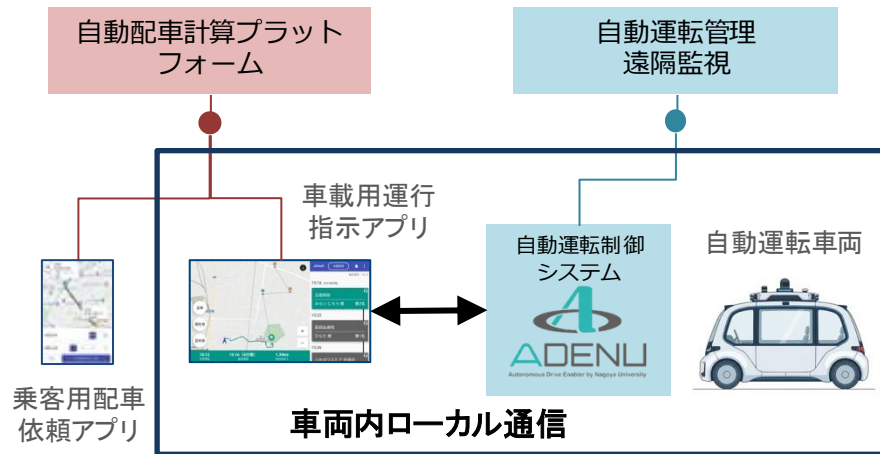 自動配車計算プラット
フォーム
自動運転管理
遠隔監視
車載用運行
指示アプリ
自動運転制御
システム
自動運転車両
ADENU
Autonomous Drive Enabler by Nagoya University
乗客用配車
依頼アプリ
車両内ローカル通信